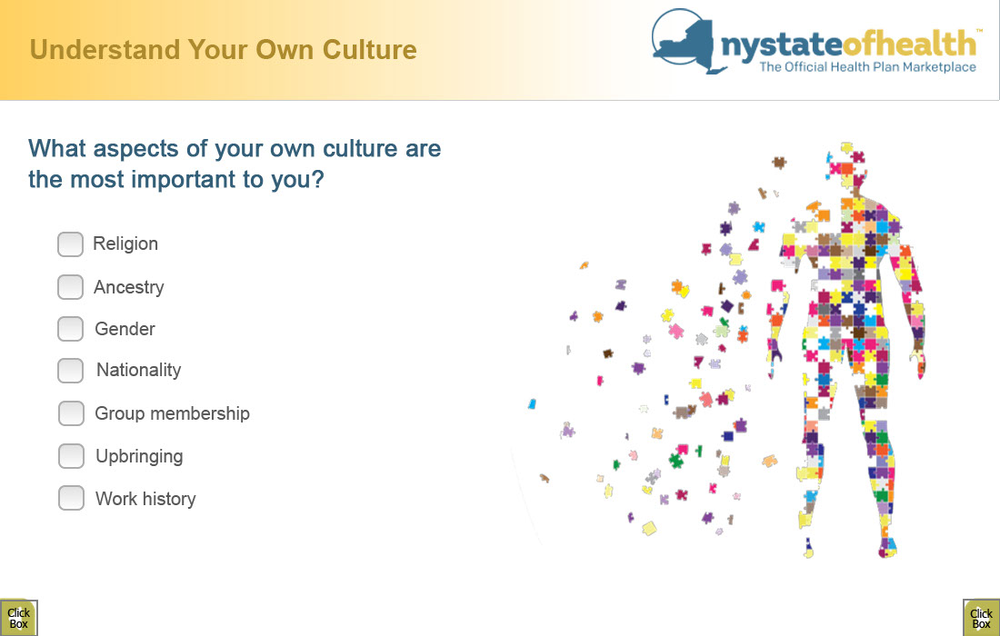 Understand Your Own Culture
nystateofhealth™
The Official Health Plan Marketplace
What aspects of your own culture are
the most important to you?
Religion
Ancestry
Gender
Nationality
Group membership
Upbringing
Work history
Click
Box
Click
Box